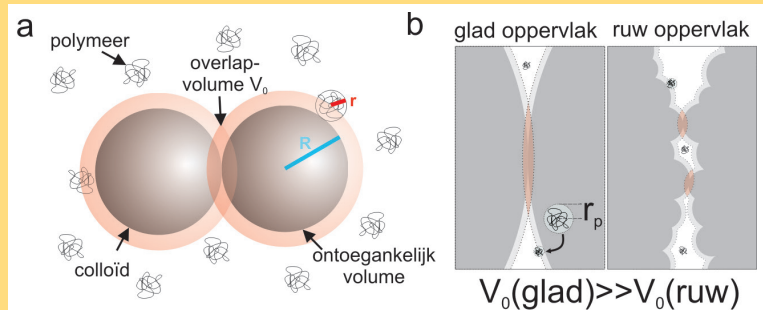 a
polymeer
overlap-
volume V₀
r
R
colloïd
ontoegankelijk
volume
b
glad oppervlak
ruw oppervlak
rₚ
V₀(glad)>>V₀(ruw)